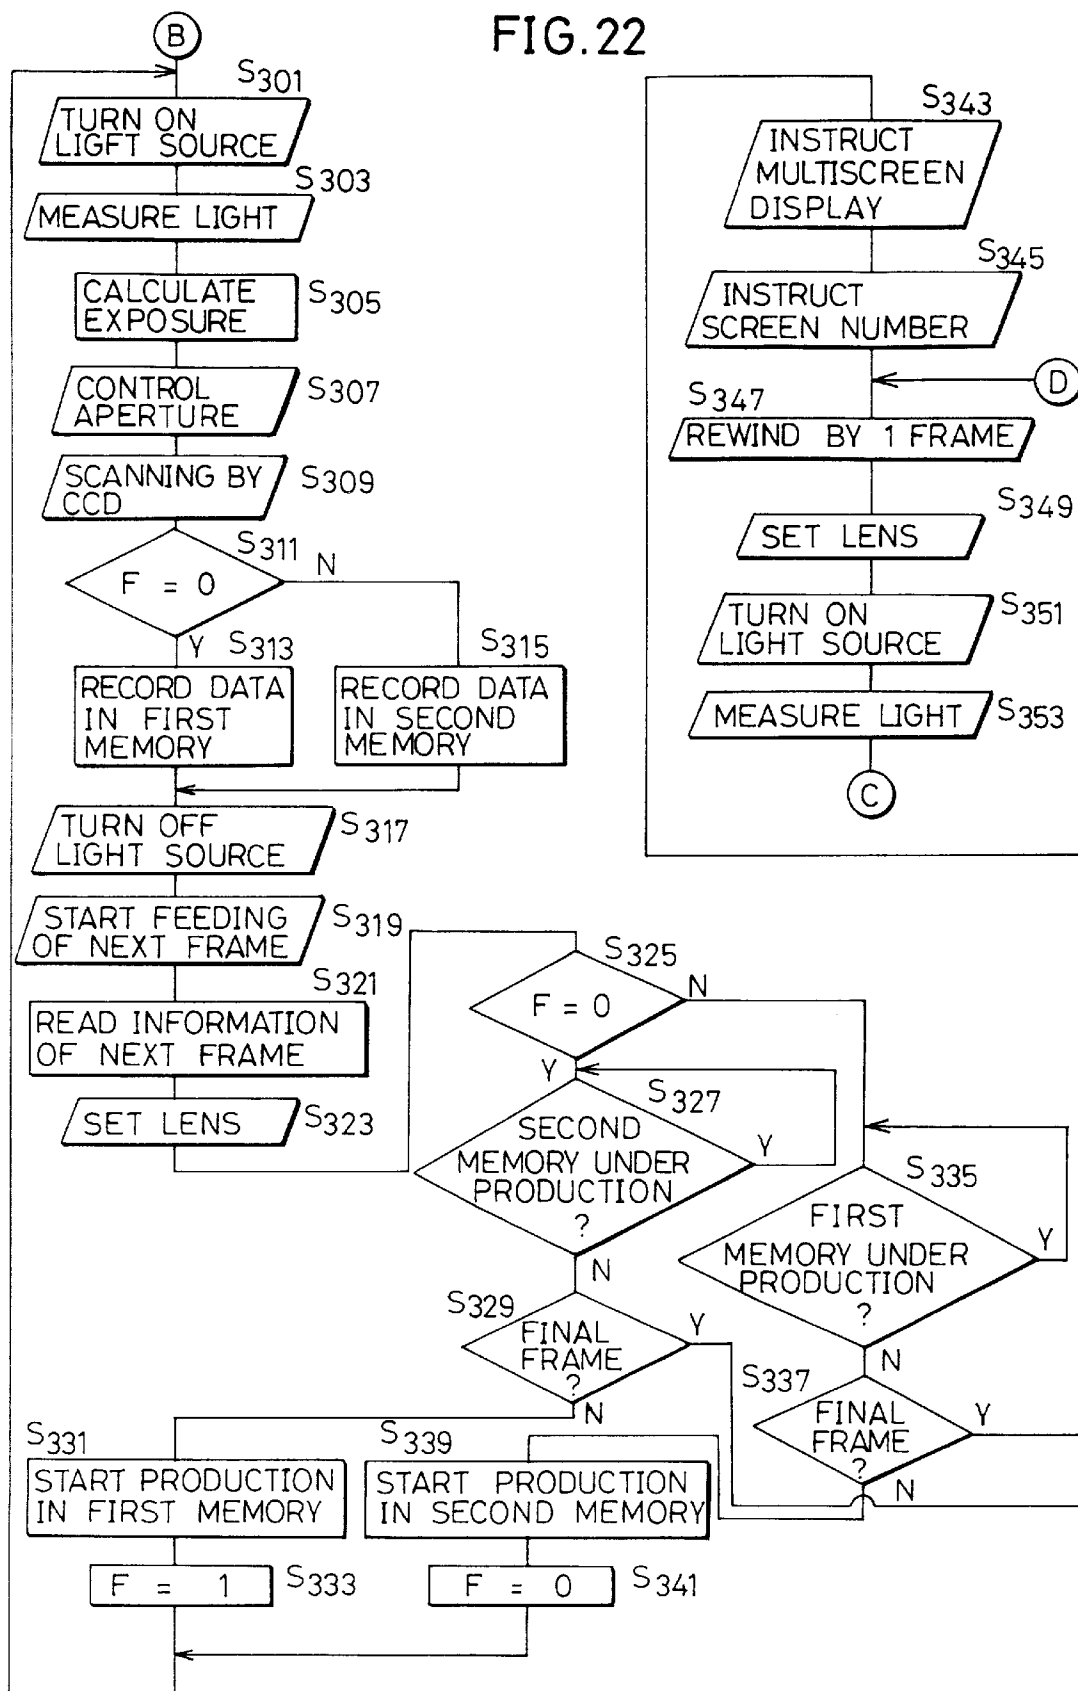 FIG.22
B
S301
TURN ON
LIGFT SOURCE
S303
MEASURE LIGHT
CALCULATE
EXPOSURE
S305
CONTROL
APERTURE
S307
SCANNING BY
CCD
S309
S311
F = 0
N
Y
S313
RECORD DATA
IN FIRST
MEMORY
S315
RECORD DATA
IN SECOND
MEMORY
TURN OFF
LIGHT SOURCE
S317
START FEEDING
OF NEXT FRAME
S319
S321
READ INFORMATION
OF NEXT FRAME
SET LENS
S323
S325
F = 0
N
Y
S327
SECOND
MEMORY UNDER
PRODUCTION
?
Y
N
S329
FINAL
FRAME
?
Y
N
S331
START PRODUCTION
IN FIRST MEMORY
F = 1
S333
S335
FIRST
MEMORY UNDER
PRODUCTION
?
Y
N
S337
FINAL
FRAME
?
Y
N
S339
START PRODUCTION
IN SECOND MEMORY
F = 0
S341
S343
INSTRUCT
MULTISCREEN
DISPLAY
S345
INSTRUCT
SCREEN NUMBER
D
S347
REWIND BY 1 FRAME
S349
SET LENS
TURN ON
LIGHT SOURCE
S351
MEASURE LIGHT
S353
C